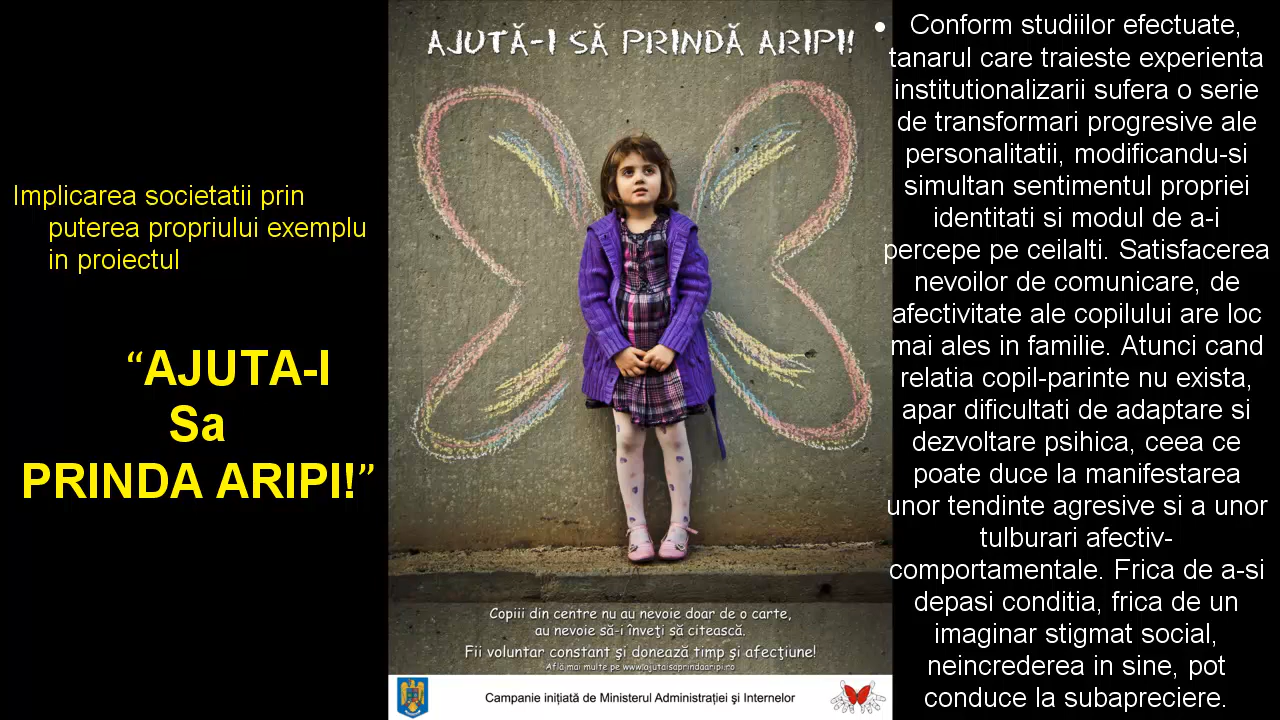 Implicarea societatii prin
puterea propriului exemplu
in proiectul
“AJUTA-I
Sa
PRINDA ARIPI!”
AJUTĂ-I SĂ PRINDĂ ARIPI!
Copiii din centre nu au nevoie doar de o carte,
au nevoie să-i înveţi să citească.
Fii voluntar constant şi donează timp şi afecţiune!
Află mai multe pe www.ajutaisaprindaaripi.ro
Campanie iniţiată de Ministerul Administraţiei şi Internelor
• Conform studiilor efectuate,
tanarul care traieste experienta
institutionalizarii sufera o serie
de transformari progresive ale
personalitatii, modificandu-si
simultan sentimentul propriei
identitati si modul de a-i
percepe pe ceilalti. Satisfacerea
nevoilor de comunicare, de
afectivitate ale copilului are loc
mai ales in familie. Atunci cand
relatia copil-parinte nu exista,
apar dificultati de adaptare si
dezvoltare psihica, ceea ce
poate duce la manifestarea
unor tendinte agresive si a unor
tulburari afectiv-
comportamentale. Frica de a-si
depasi conditia, frica de un
imaginar stigmat social,
neincrederea in sine, pot
conduce la subapreciere.